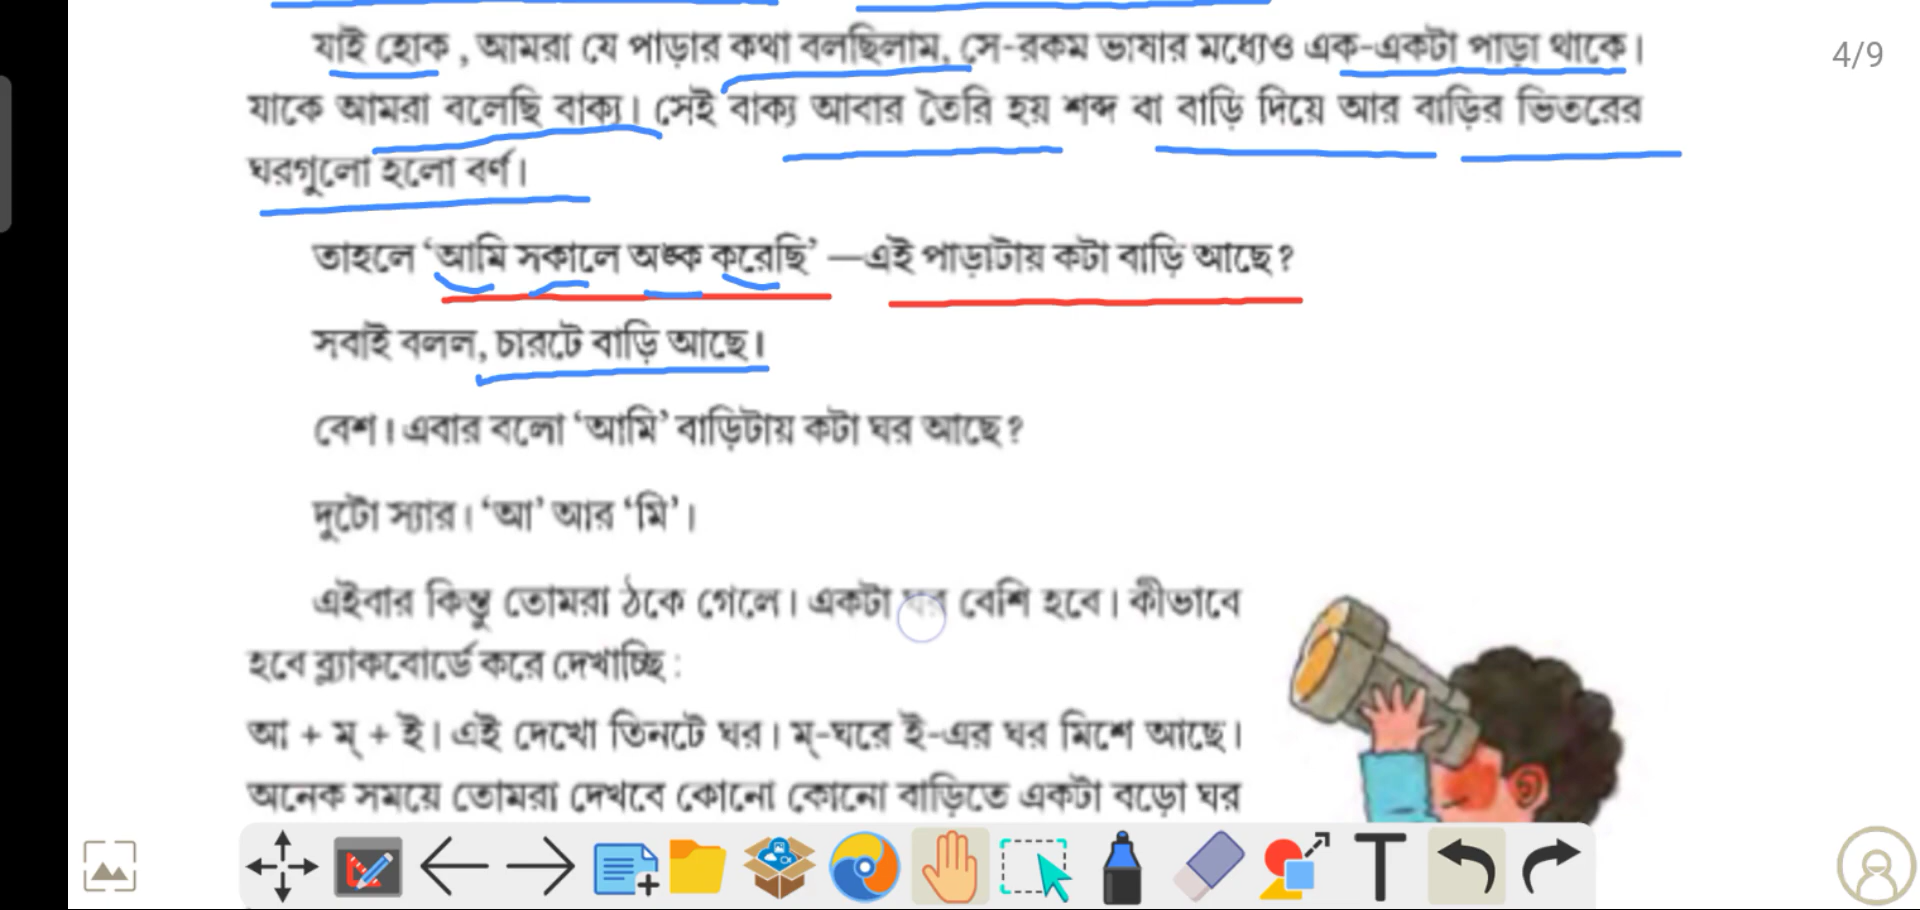 যাই হোক, আমরা যে পাড়ার কথা বলছিলাম, সে-রকম ভাষার মধ্যেও এক-একটা পাড়া থাকে।
4/9
যাকে আমরা বলেছি বাক্য। সেই বাক্য আবার তৈরি হয় শব্দ বা বাড়ি দিয়ে আর বাড়ির ভিতরের
ঘরগুলো হলো বর্ণ।
তাহলে ‘আমি সকালে অঙ্ক করেছি’ —এই পাড়াটায় কটা বাড়ি আছে?
সবাই বলল, চারটে বাড়ি আছে।
বেশ। এবার বলো ‘আমি’ বাড়িটায় কটা ঘর আছে?
দুটো স্যার। ‘আ’ আর ‘মি’।
এইবার কিন্তু তোমরা ঠকে গেলে। একটা ঘর বেশি হবে। কীভাবে
হবে ব্ল্যাকবোর্ডে করে দেখাচ্ছি :
আ + ম্ + ই। এই দেখো তিনটে ঘর। ম্-ঘরে ই-এর ঘর মিশে আছে।
অনেক সময়ে তোমরা দেখবে কোনো কোনো বাড়িতে একটা বড়ো ঘর